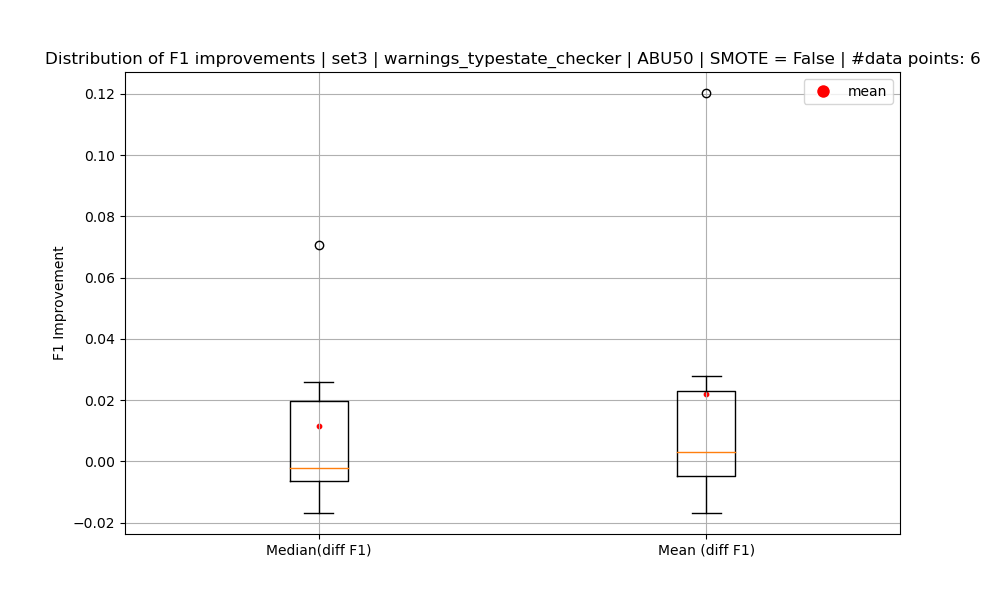 Distribution of F1 improvements | set3 | warnings_typestate_checker | ABU50 | SMOTE = False | #data points: 6
mean
0.12
0.10
0.08
0.06
0.04
0.02
0.00
−0.02
F1 Improvement
Median(diff F1)
Mean (diff F1)